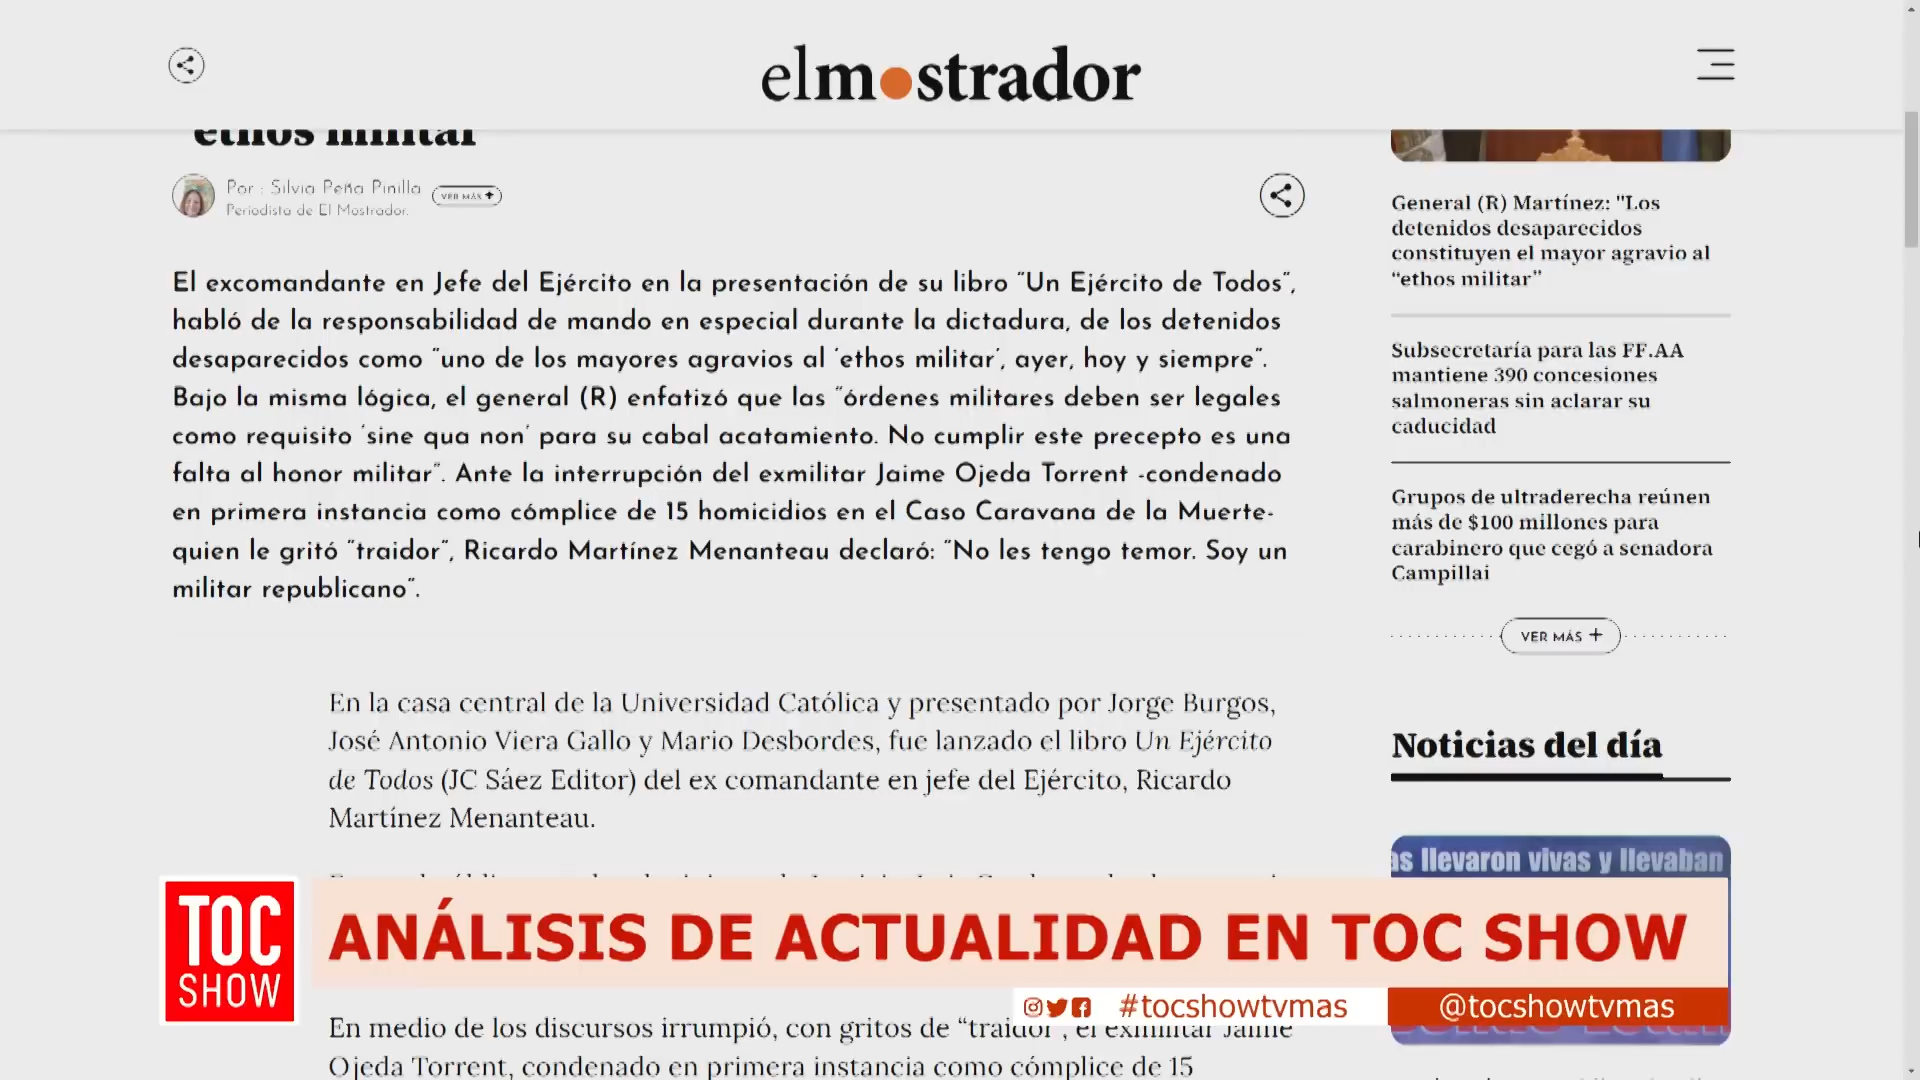 elmostrador
ethos militar
Por : Silvia Peña Pinilla
VER MÁS +
Periodista de El Mostrador.
El excomandante en Jefe del Ejército en la presentación de su libro “Un Ejército de Todos”,
habló de la responsabilidad de mando en especial durante la dictadura, de los detenidos
desaparecidos como “uno de los mayores agravios al ‘ethos militar’, ayer, hoy y siempre”.
Bajo la misma lógica, el general (R) enfatizó que las “órdenes militares deben ser legales
como requisito ‘sine qua non’ para su cabal acatamiento. No cumplir este precepto es una
falta al honor militar”. Ante la interrupción del exmilitar Jaime Ojeda Torrent -condenado
en primera instancia como cómplice de 15 homicidios en el Caso Caravana de la Muerte-
quien le gritó “traidor”, Ricardo Martínez Menanteau declaró: “No les tengo temor. Soy un
militar republicano”.
En la casa central de la Universidad Católica y presentado por Jorge Burgos,
José Antonio Viera Gallo y Mario Desbordes, fue lanzado el libro Un Ejército
de Todos (JC Sáez Editor) del ex comandante en jefe del Ejército, Ricardo
Martínez Menanteau.
En medio de los discursos irrumpió, con gritos de “traidor”, el exmilitar Jaime
Ojeda Torrent, condenado en primera instancia como cómplice de 15
General (R) Martínez: "Los
detenidos desaparecidos
constituyen el mayor agravio al
“ethos militar”
Subsecretaría para las FF.AA
mantiene 390 concesiones
salmoneras sin aclarar su
caducidad
Grupos de ultraderecha reúnen
más de $100 millones para
carabinero que cegó a senadora
Campillai
VER MÁS +
Noticias del día
as llevaron vivas y llevaban
TOC
SHOW
ANÁLISIS DE ACTUALIDAD EN TOC SHOW
#tocshowtvmas
@tocshowtvmas